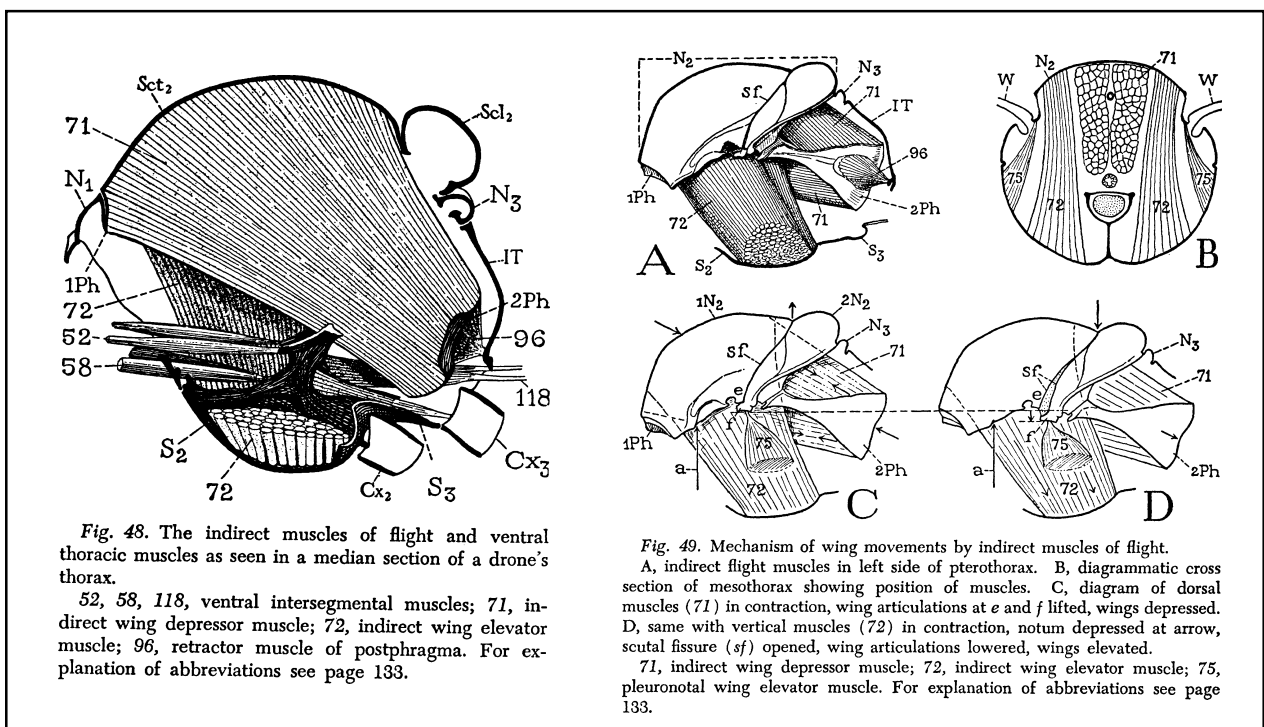 Sct₂
Scl₂
71
N₁
N₃
IT
1Ph
72
2Ph
52
96
58
118
S₂
72
Cx₂
S₃
Cx₃
Fig. 48. The indirect muscles of flight and ventral
thoracic muscles as seen in a median section of a drone's
thorax.
52, 58, 118, ventral intersegmental muscles; 71, in-
direct wing depressor muscle; 72, indirect wing elevator
muscle; 96, retractor muscle of postphragma. For ex-
planation of abbreviations see page 133.
N₂
N₃
sf
71
IT
96
1Ph
72
71
2Ph
S₂
S₃
A
N₂
71
W
W
75
75
72
72
B
1N₂
2N₂
N₃
sf
71
e
f
1Ph
75
a
72
2Ph
C
N₃
sf
71
e
f
75
a
72
2Ph
D
Fig. 49. Mechanism of wing movements by indirect muscles of flight.
A, indirect flight muscles in left side of pterothorax. B, diagrammatic cross
section of mesothorax showing position of muscles. C, diagram of dorsal
muscles (71) in contraction, wing articulations at e and f lifted, wings depressed.
D, same with vertical muscles (72) in contraction, notum depressed at arrow,
scutal fissure (sf) opened, wing articulations lowered, wings elevated.
71, indirect wing depressor muscle; 72, indirect wing elevator muscle; 75,
pleuronotal wing elevator muscle. For explanation of abbreviations see page
133.